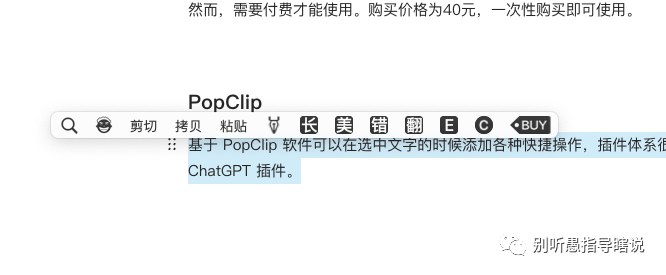 然而，需要付费才能使用。购买价格为40元，一次性购买即可使用。
PopClip
剪切 拷贝 粘贴 长 美 错 翻 E C BUY
基于 PopClip 软件可以在选中文字的时候添加各种快捷操作，插件体系很
ChatGPT 插件。
别听愚指导瞎说